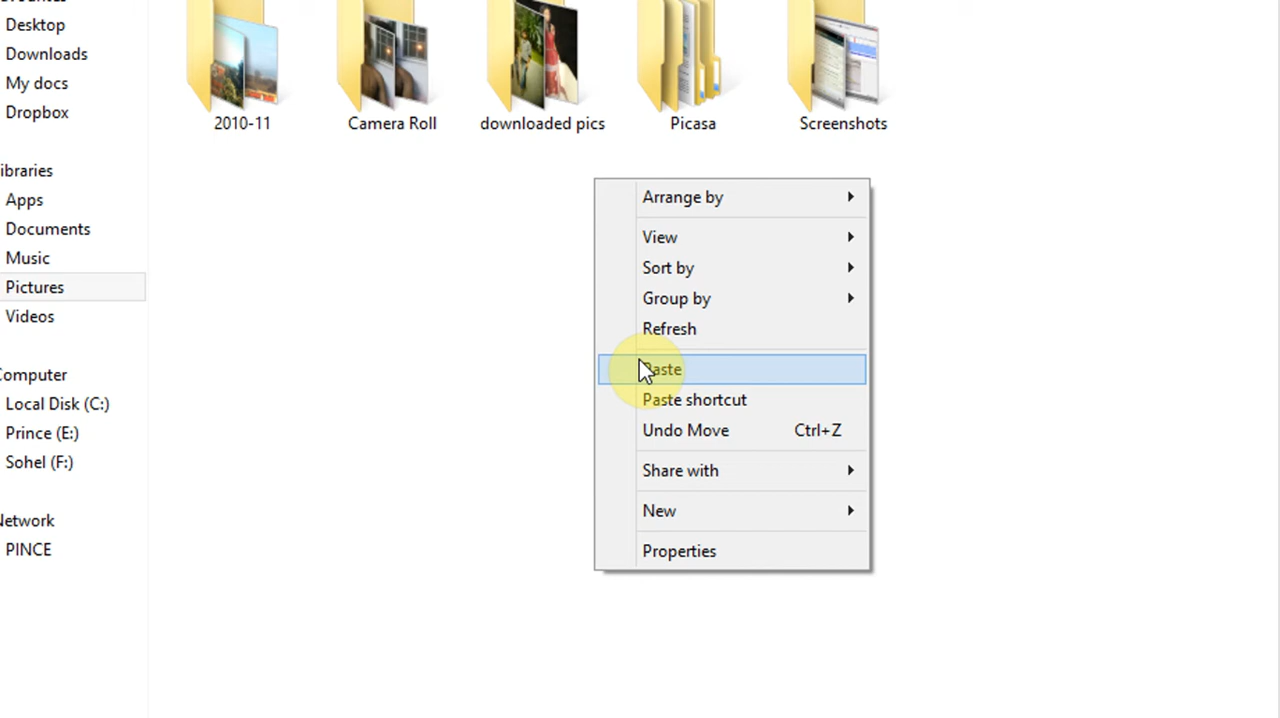 Desktop
Downloads
My docs
Dropbox
ibraries
Apps
Documents
Music
Pictures
Videos
Computer
Local Disk (C:)
Prince (E:)
Sohel (F:)
Network
PINCE
2010-11
Camera Roll
downloaded pics
Picasa
Screenshots
Arrange by
View
Sort by
Group by
Refresh
Paste
Paste shortcut
Undo Move Ctrl+Z
Share with
New
Properties